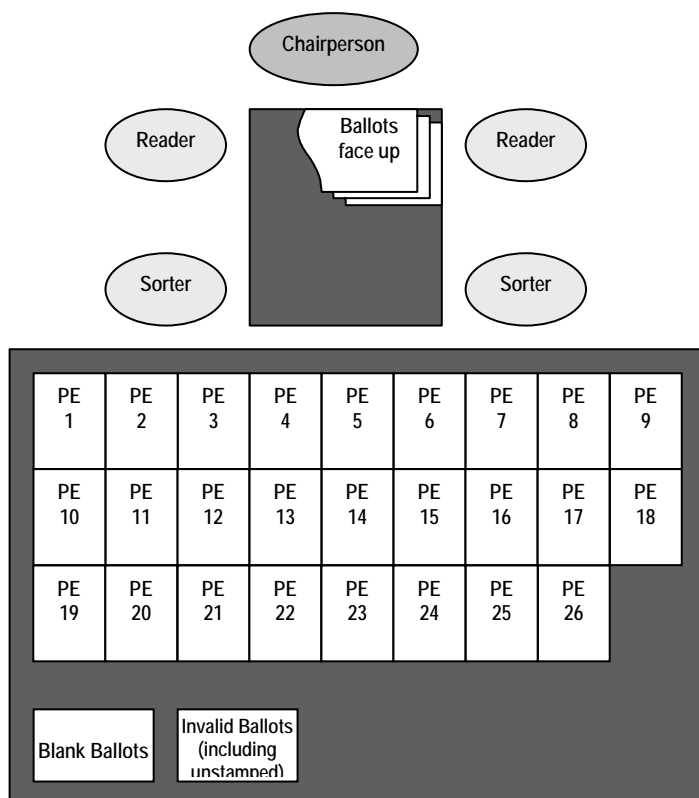 Chairperson
Reader
Ballots
face up
Reader
Sorter
Sorter
PE PE PE PE PE PE PE PE PE
1 2 3 4 5 6 7 8 9
PE PE PE PE PE PE PE PE PE
10 11 12 13 14 15 16 17 18
PE PE PE PE PE PE PE PE
19 20 21 22 23 24 25 26
Blank Ballots
Invalid Ballots
(including
unstamped)